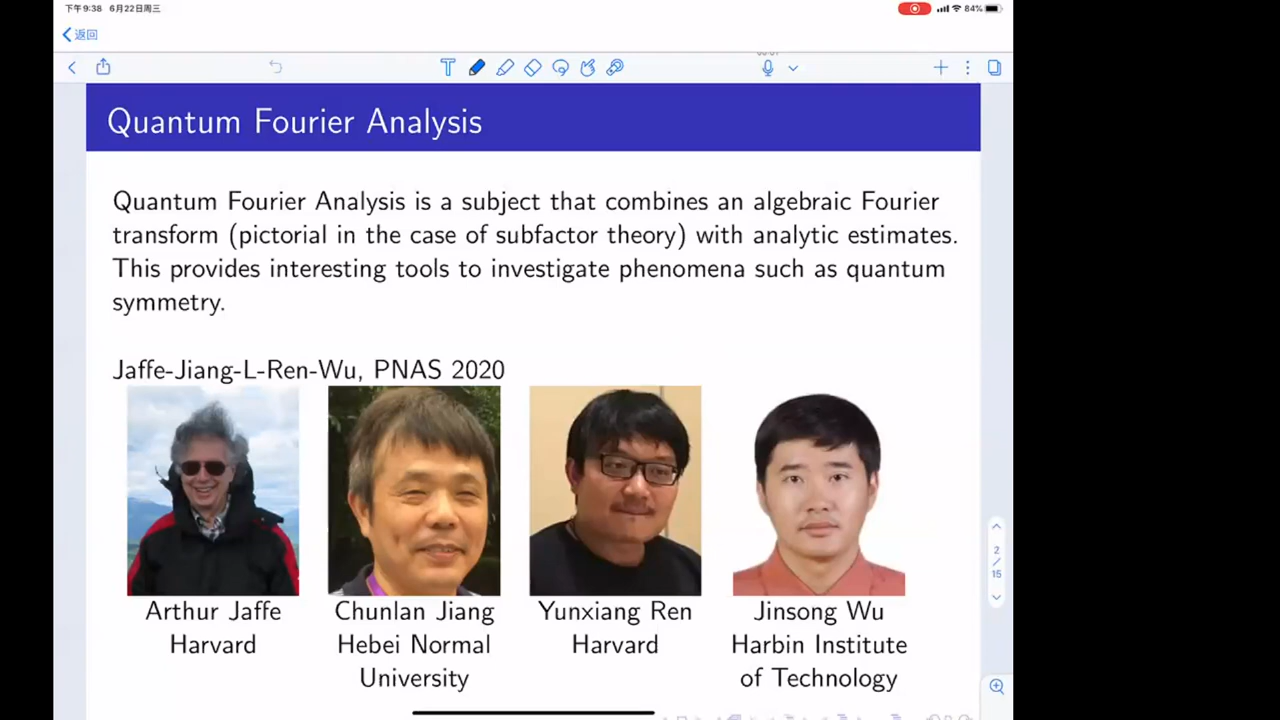 下午9:38 6月22日周三
84%
返回
T
Quantum Fourier Analysis
Quantum Fourier Analysis is a subject that combines an algebraic Fourier
transform (pictorial in the case of subfactor theory) with analytic estimates.
This provides interesting tools to investigate phenomena such as quantum
symmetry.
Jaffe-Jiang-L-Ren-Wu, PNAS 2020
Arthur Jaffe
Harvard
Chunlan Jiang
Hebei Normal
University
Yunxiang Ren
Harvard
Jinsong Wu
Harbin Institute
of Technology
2
/
15